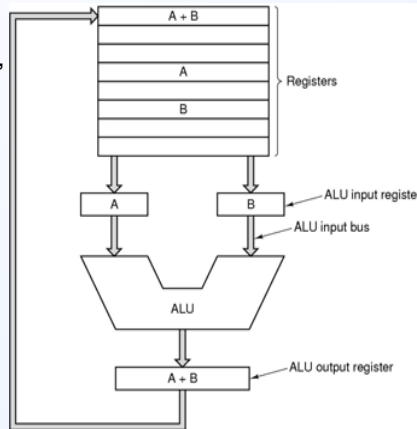 ,
A + B
A
Registers
B
A
B
ALU input registe
ALU input bus
ALU
A + B
ALU output register